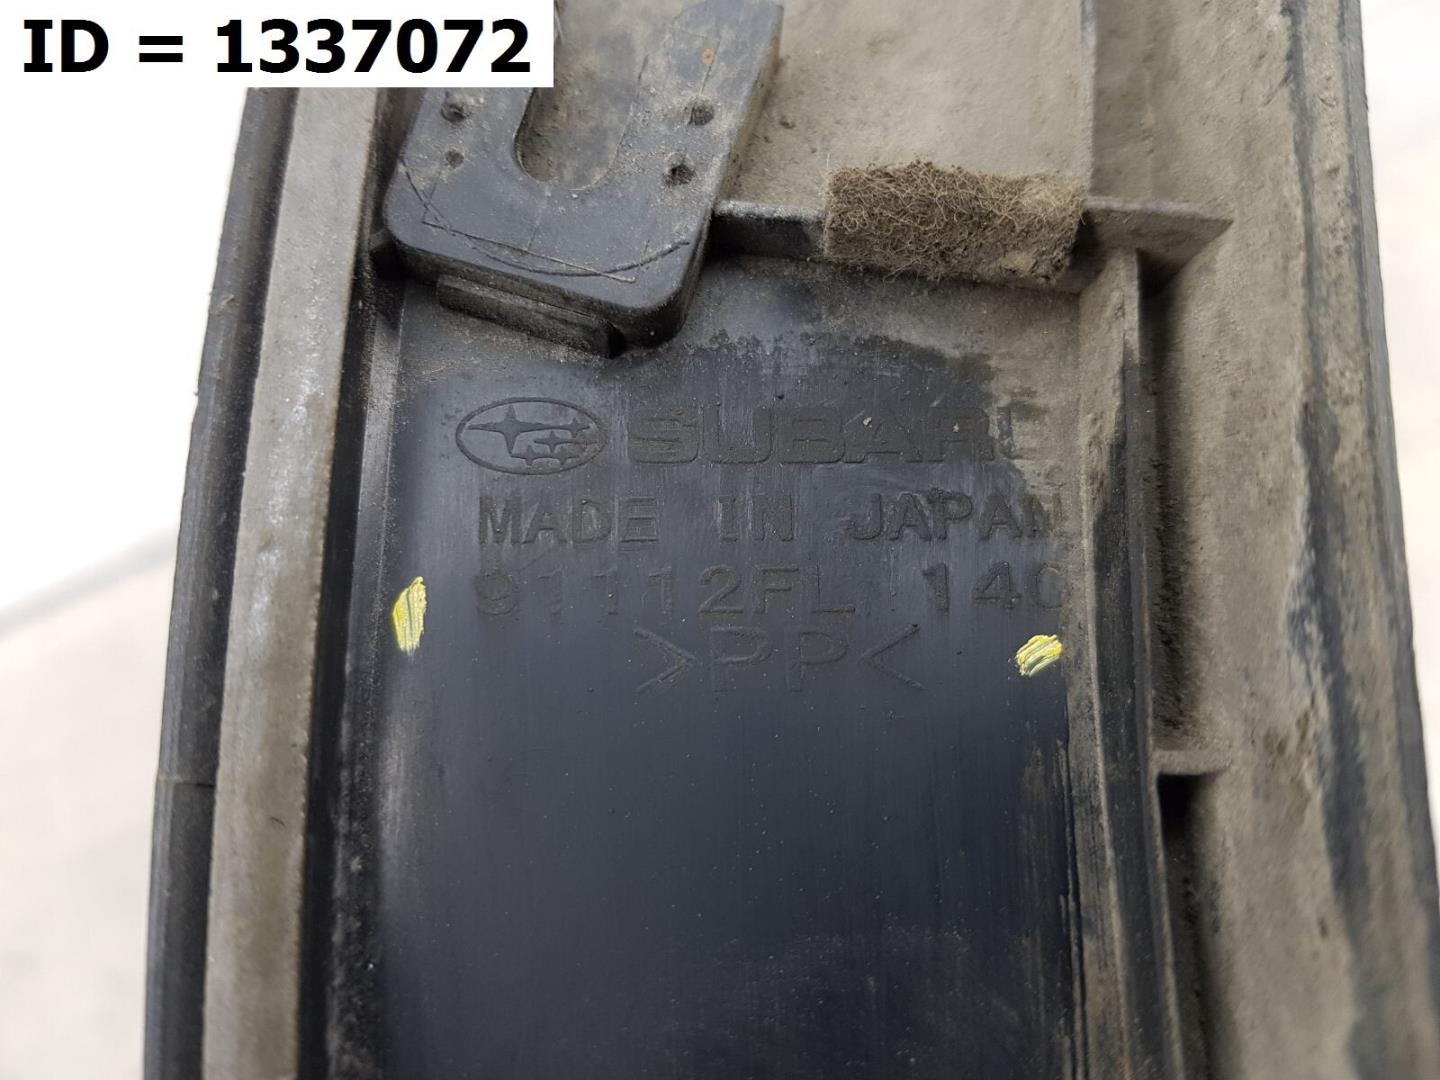 ID = 1337072
SUBARU
MADE IN JAPAN
91112FL 140
>PP<